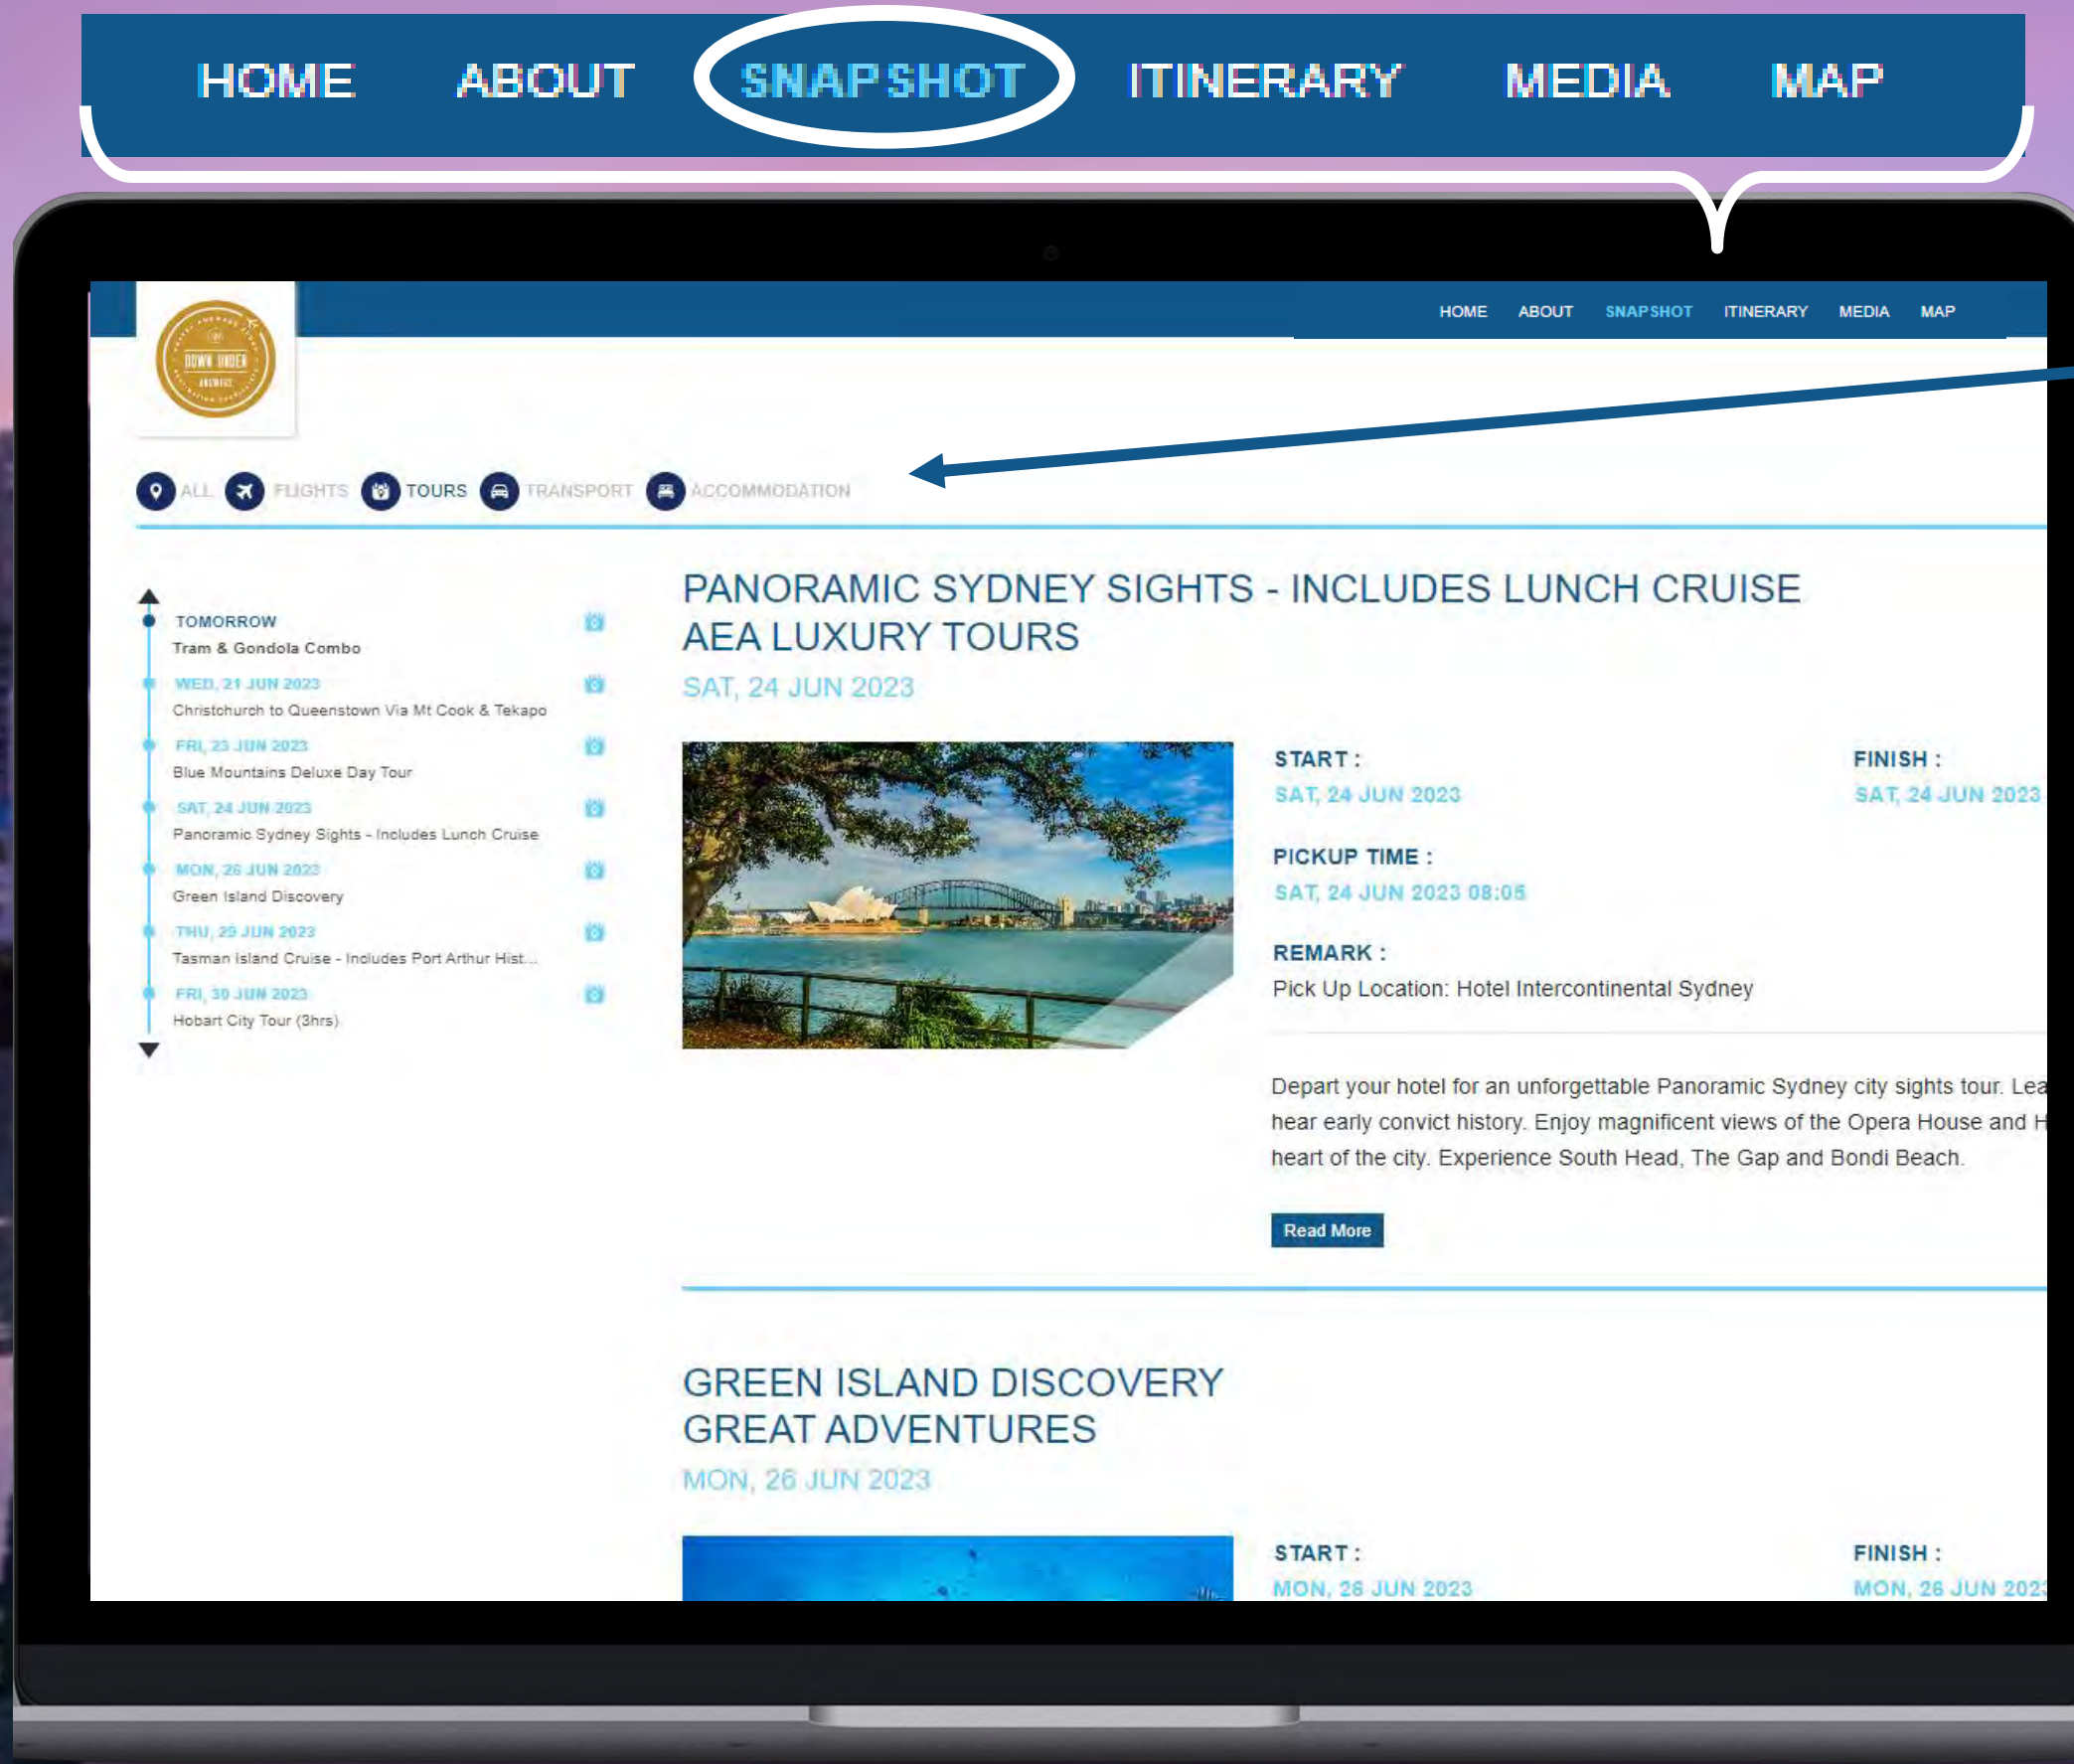 HOME ABOUT SNAPSHOT ITINERARY MEDIA MAP
HOME ABOUT SNAPSHOT ITINERARY MEDIA MAP
DOWN UNDER
ANSWERS
ALL FLIGHTS TOURS TRANSPORT ACCOMMODATION
TOMORROW
Tram & Gondola Combo
WED, 21 JUN 2023
Christchurch to Queenstown Via Mt Cook & Tekapo
FRI, 23 JUN 2023
Blue Mountains Deluxe Day Tour
SAT, 24 JUN 2023
Panoramic Sydney Sights - Includes Lunch Cruise
MON, 26 JUN 2023
Green Island Discovery
THU, 29 JUN 2023
Tasman Island Cruise - Includes Port Arthur Hist...
FRI, 30 JUN 2023
Hobart City Tour (3hrs)
PANORAMIC SYDNEY SIGHTS - INCLUDES LUNCH CRUISE
AEA LUXURY TOURS
SAT, 24 JUN 2023
START : FINISH :
SAT, 24 JUN 2023 SAT, 24 JUN 2023
PICKUP TIME :
SAT, 24 JUN 2023 08:05
REMARK :
Pick Up Location: Hotel Intercontinental Sydney
Depart your hotel for an unforgettable Panoramic Sydney city sights tour. Lea
hear early convict history. Enjoy magnificent views of the Opera House and H
heart of the city. Experience South Head, The Gap and Bondi Beach.
Read More
GREEN ISLAND DISCOVERY
GREAT ADVENTURES
MON, 26 JUN 2023
START : FINISH :
MON, 26 JUN 2023 MON, 26 JUN 2023